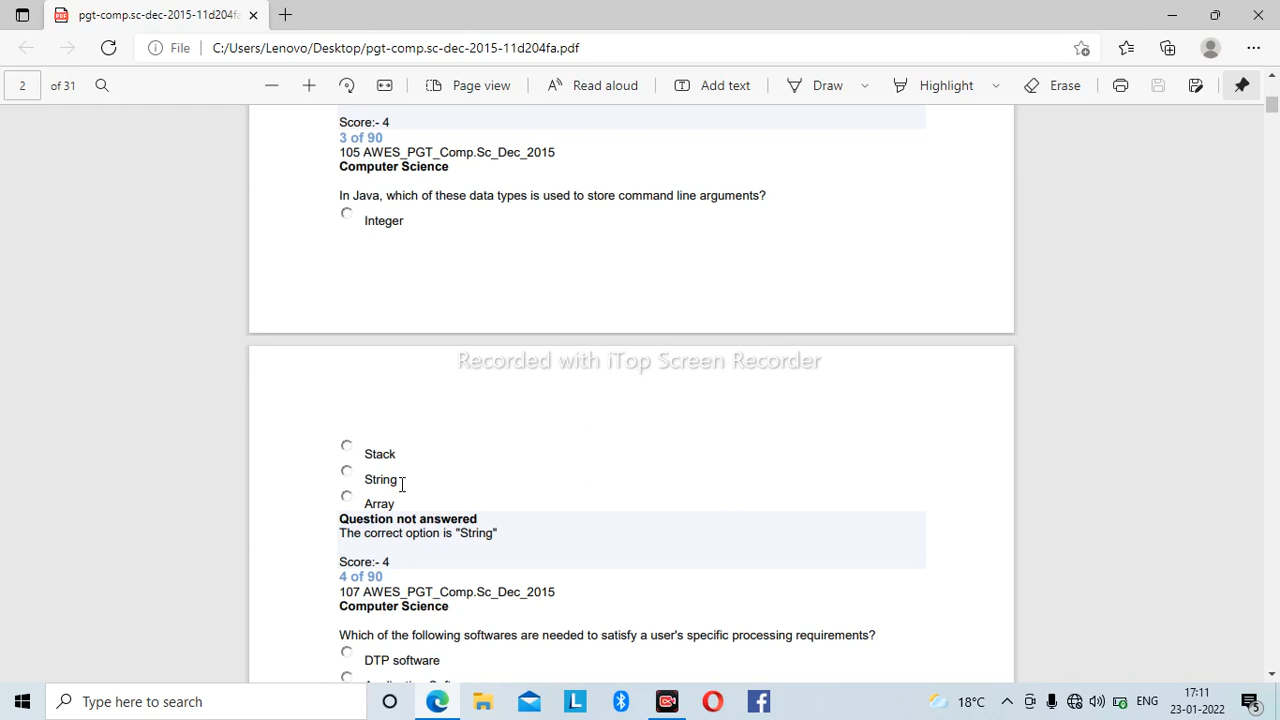 pgt-comp.sc-dec-2015-11d204fa
File
C:/Users/Lenovo/Desktop/pgt-comp.sc-dec-2015-11d204fa.pdf
2 of 31
Page view
Read aloud
Add text
Draw
Highlight
Erase
Score:- 4
3 of 90
105 AWES_PGT_Comp.Sc_Dec_2015
Computer Science
In Java, which of these data types is used to store command line arguments?
Integer
Recorded with iTop Screen Recorder
Stack
String
Array
Question not answered
The correct option is "String"
Score:- 4
4 of 90
107 AWES_PGT_Comp.Sc_Dec_2015
Computer Science
Which of the following softwares are needed to satisfy a user's specific processing requirements?
DTP software
Type here to search
18°C
ENG
17:11
23-01-2022
5